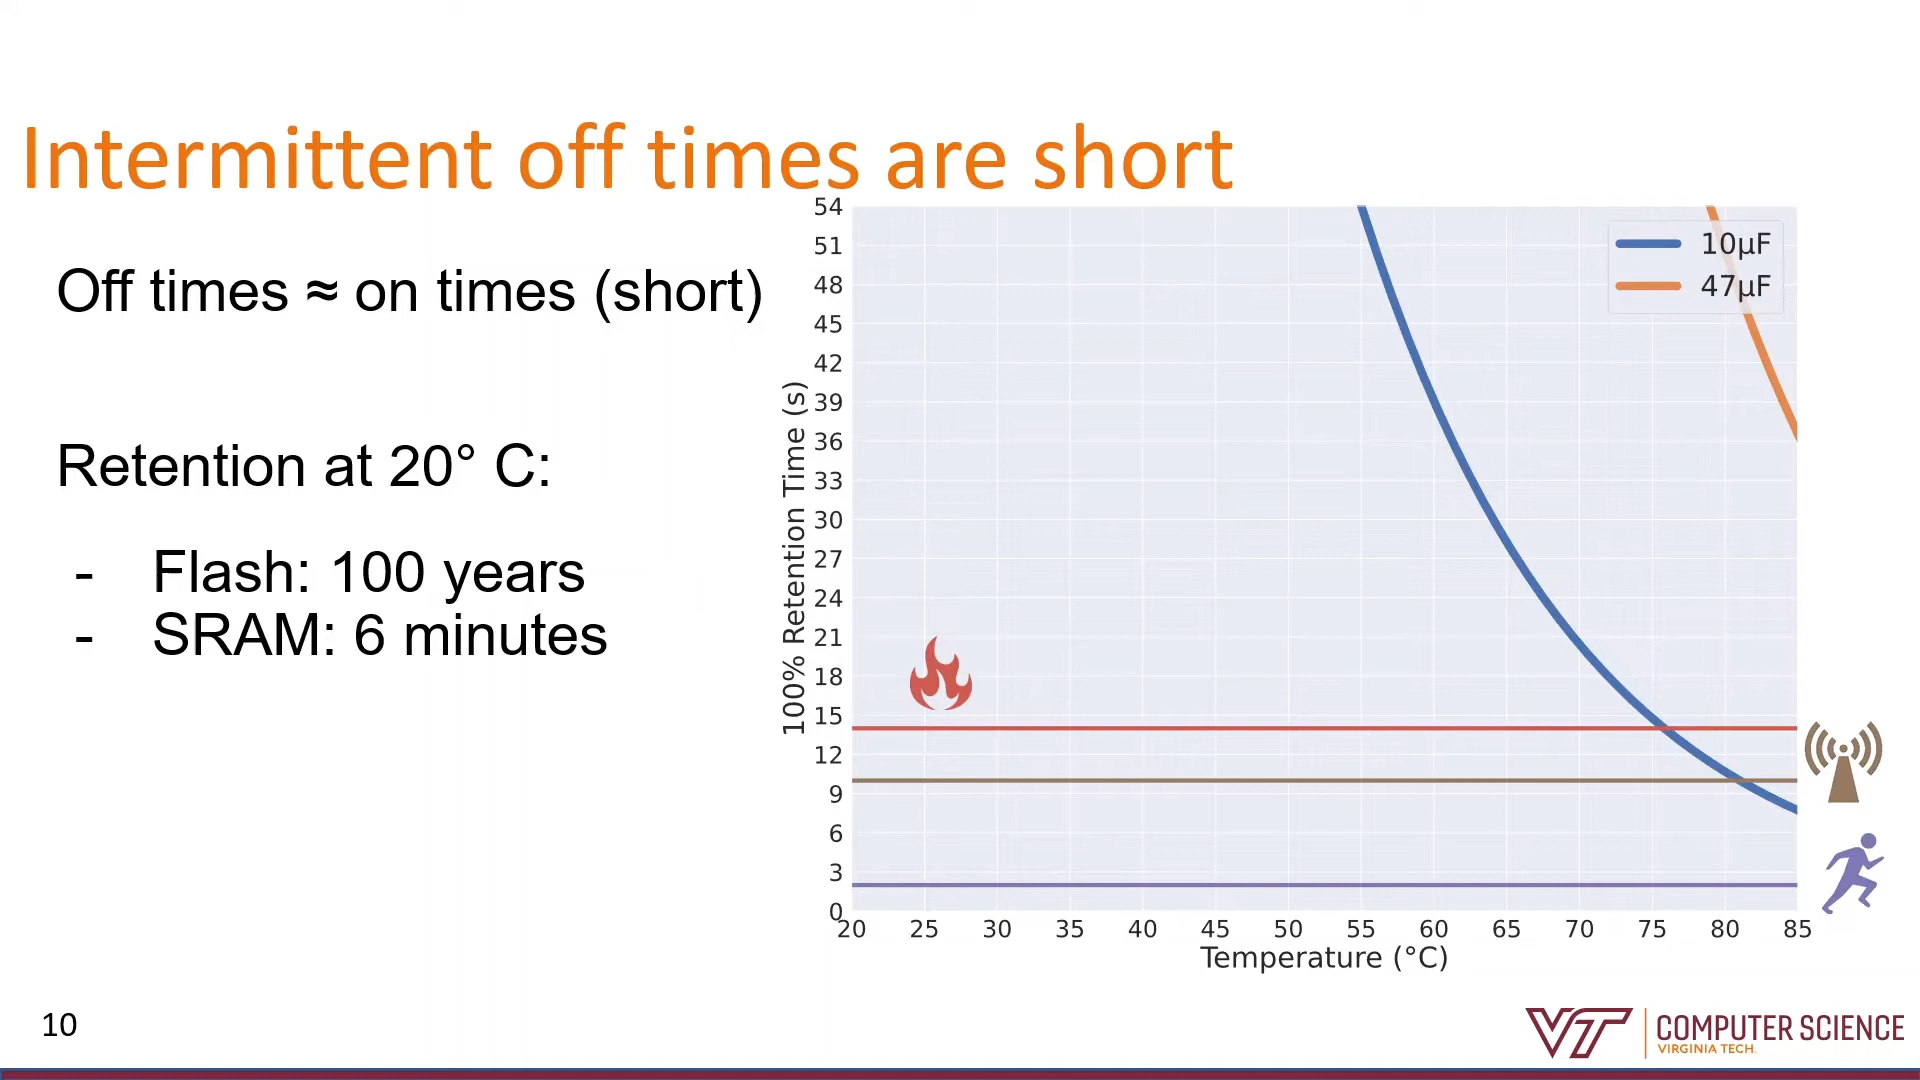 Intermittent off times are short
Off times ≈ on times (short)
Retention at 20° C:
- Flash: 100 years
- SRAM: 6 minutes
100% Retention Time (s)
54
51
48
45
42
39
36
33
30
27
24
21
18
15
12
9
6
3
0
10µF
47µF
20 25 30 35 40 45 50 55 60 65 70 75 80 85
Temperature (°C)
10
VT COMPUTER SCIENCE
VIRGINIA TECH.